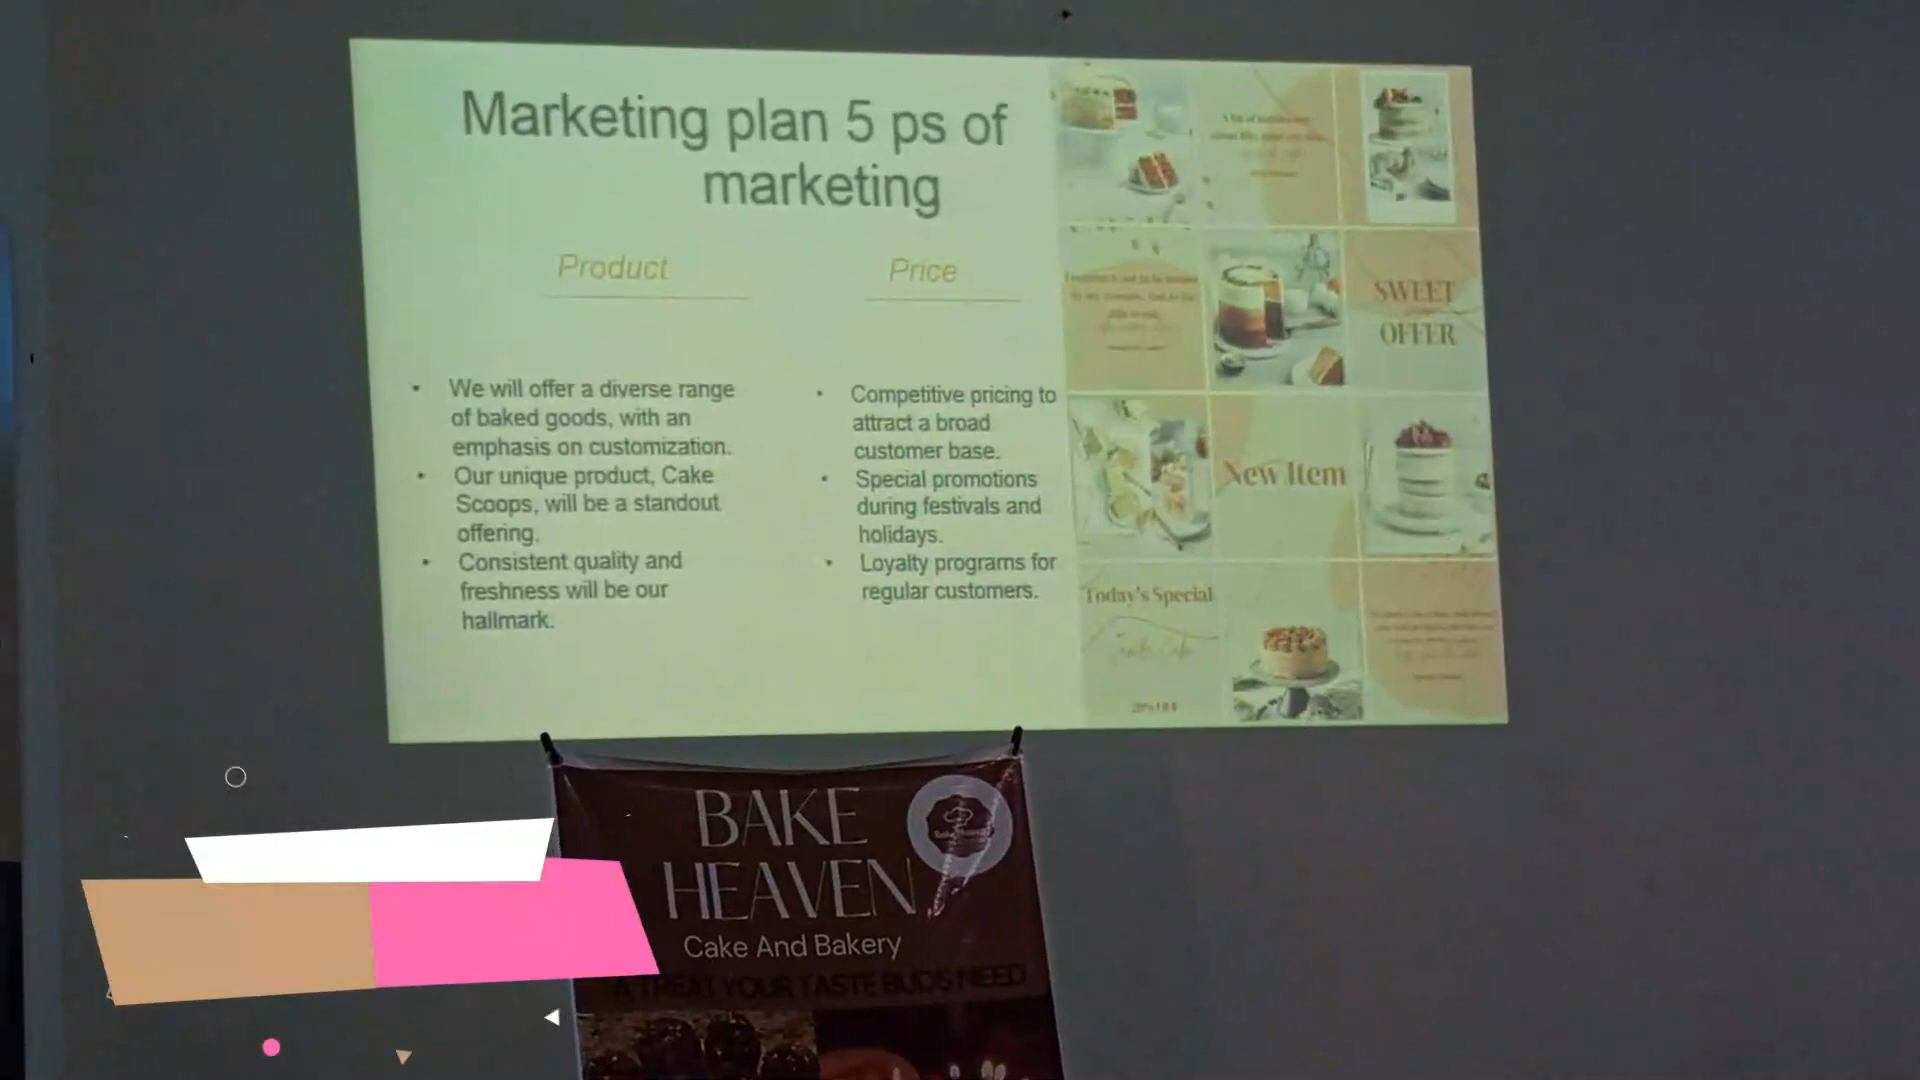 Marketing plan 5 ps of
marketing
Product
Price
• We will offer a diverse range
of baked goods, with an
emphasis on customization.
• Our unique product, Cake
Scoops, will be a standout
offering.
• Consistent quality and
freshness will be our
hallmark.
• Competitive pricing to
attract a broad
customer base.
• Special promotions
during festivals and
holidays.
• Loyalty programs for
regular customers.
SWEET
OFFER
New Item
Today's Special
BAKE
HEAVEN
Cake And Bakery
A TREAT YOUR TASTE BUDS NEED